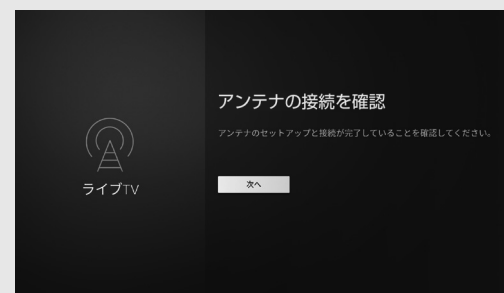 アンテナの接続を確認
アンテナのセットアップと接続が完了していることを確認してください。
ライブTV
次へ